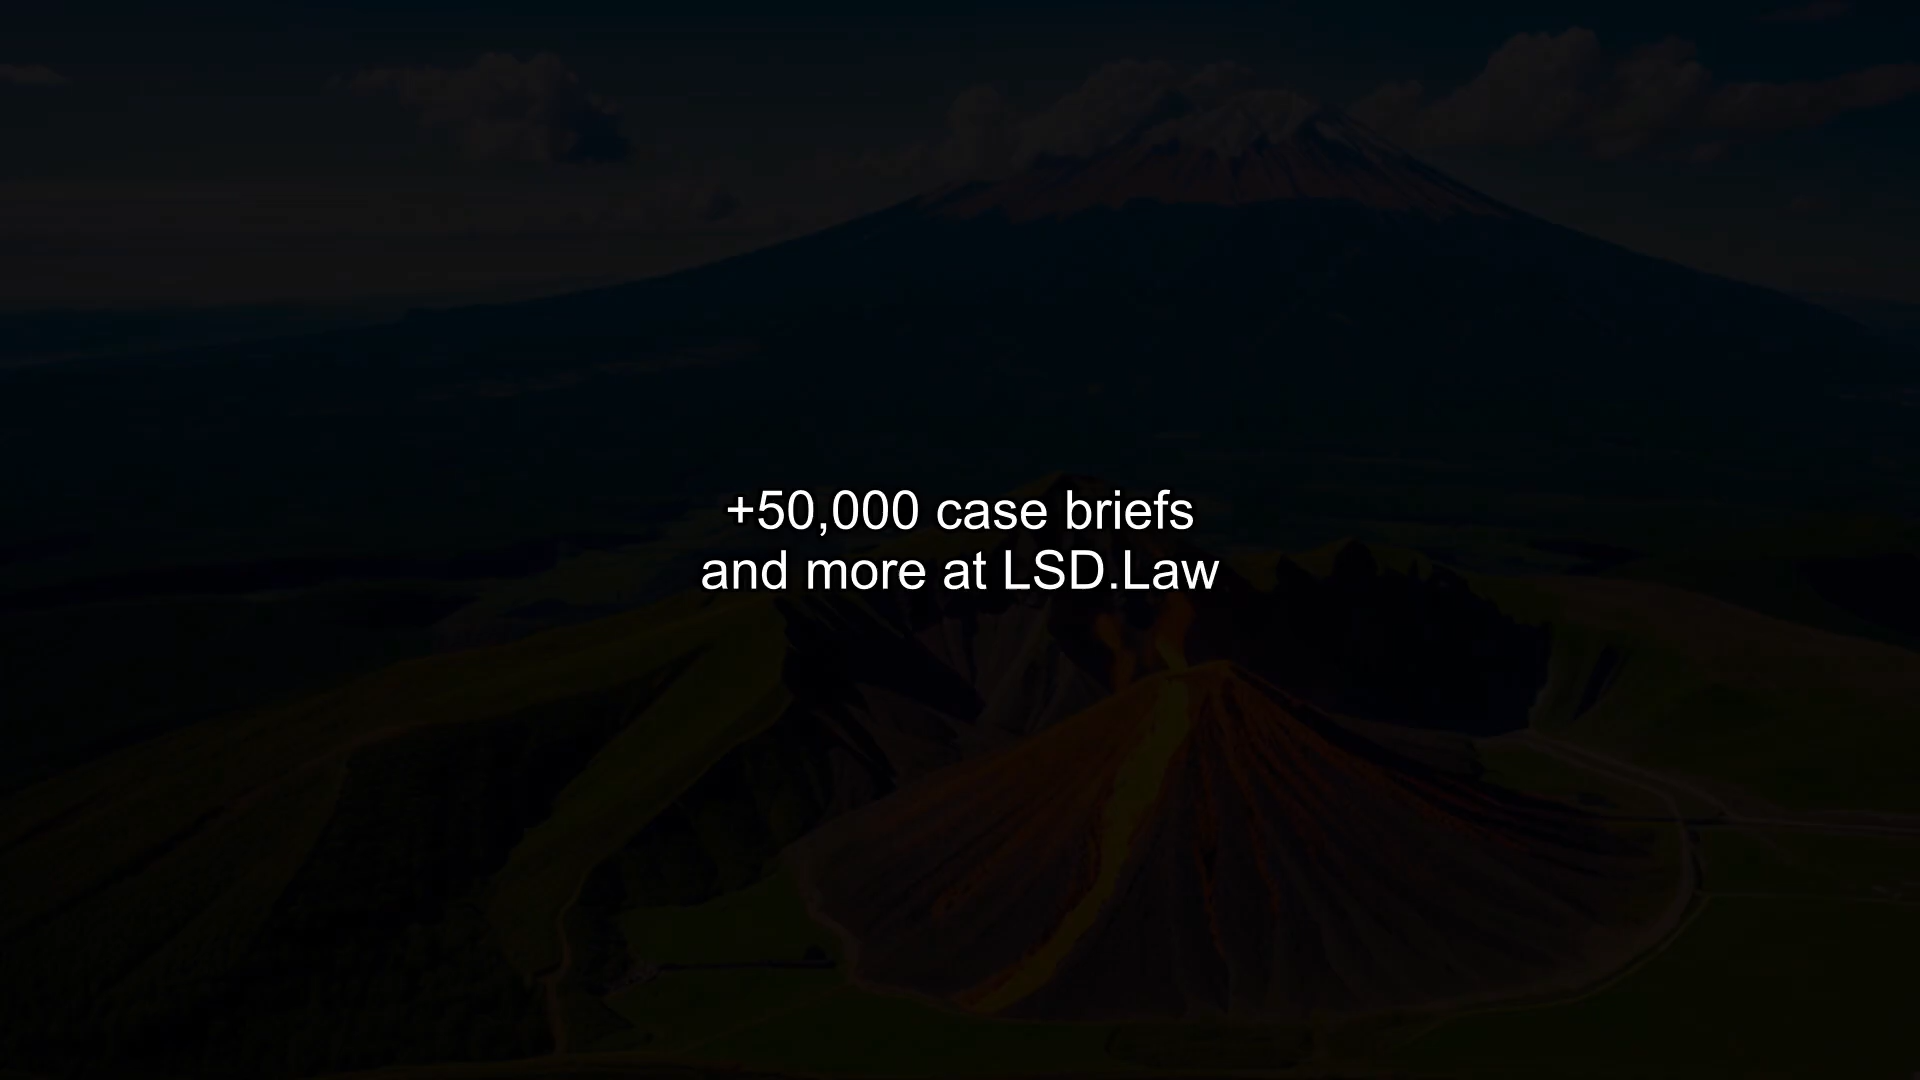 +50,000 case briefs
and more at LSD.Law